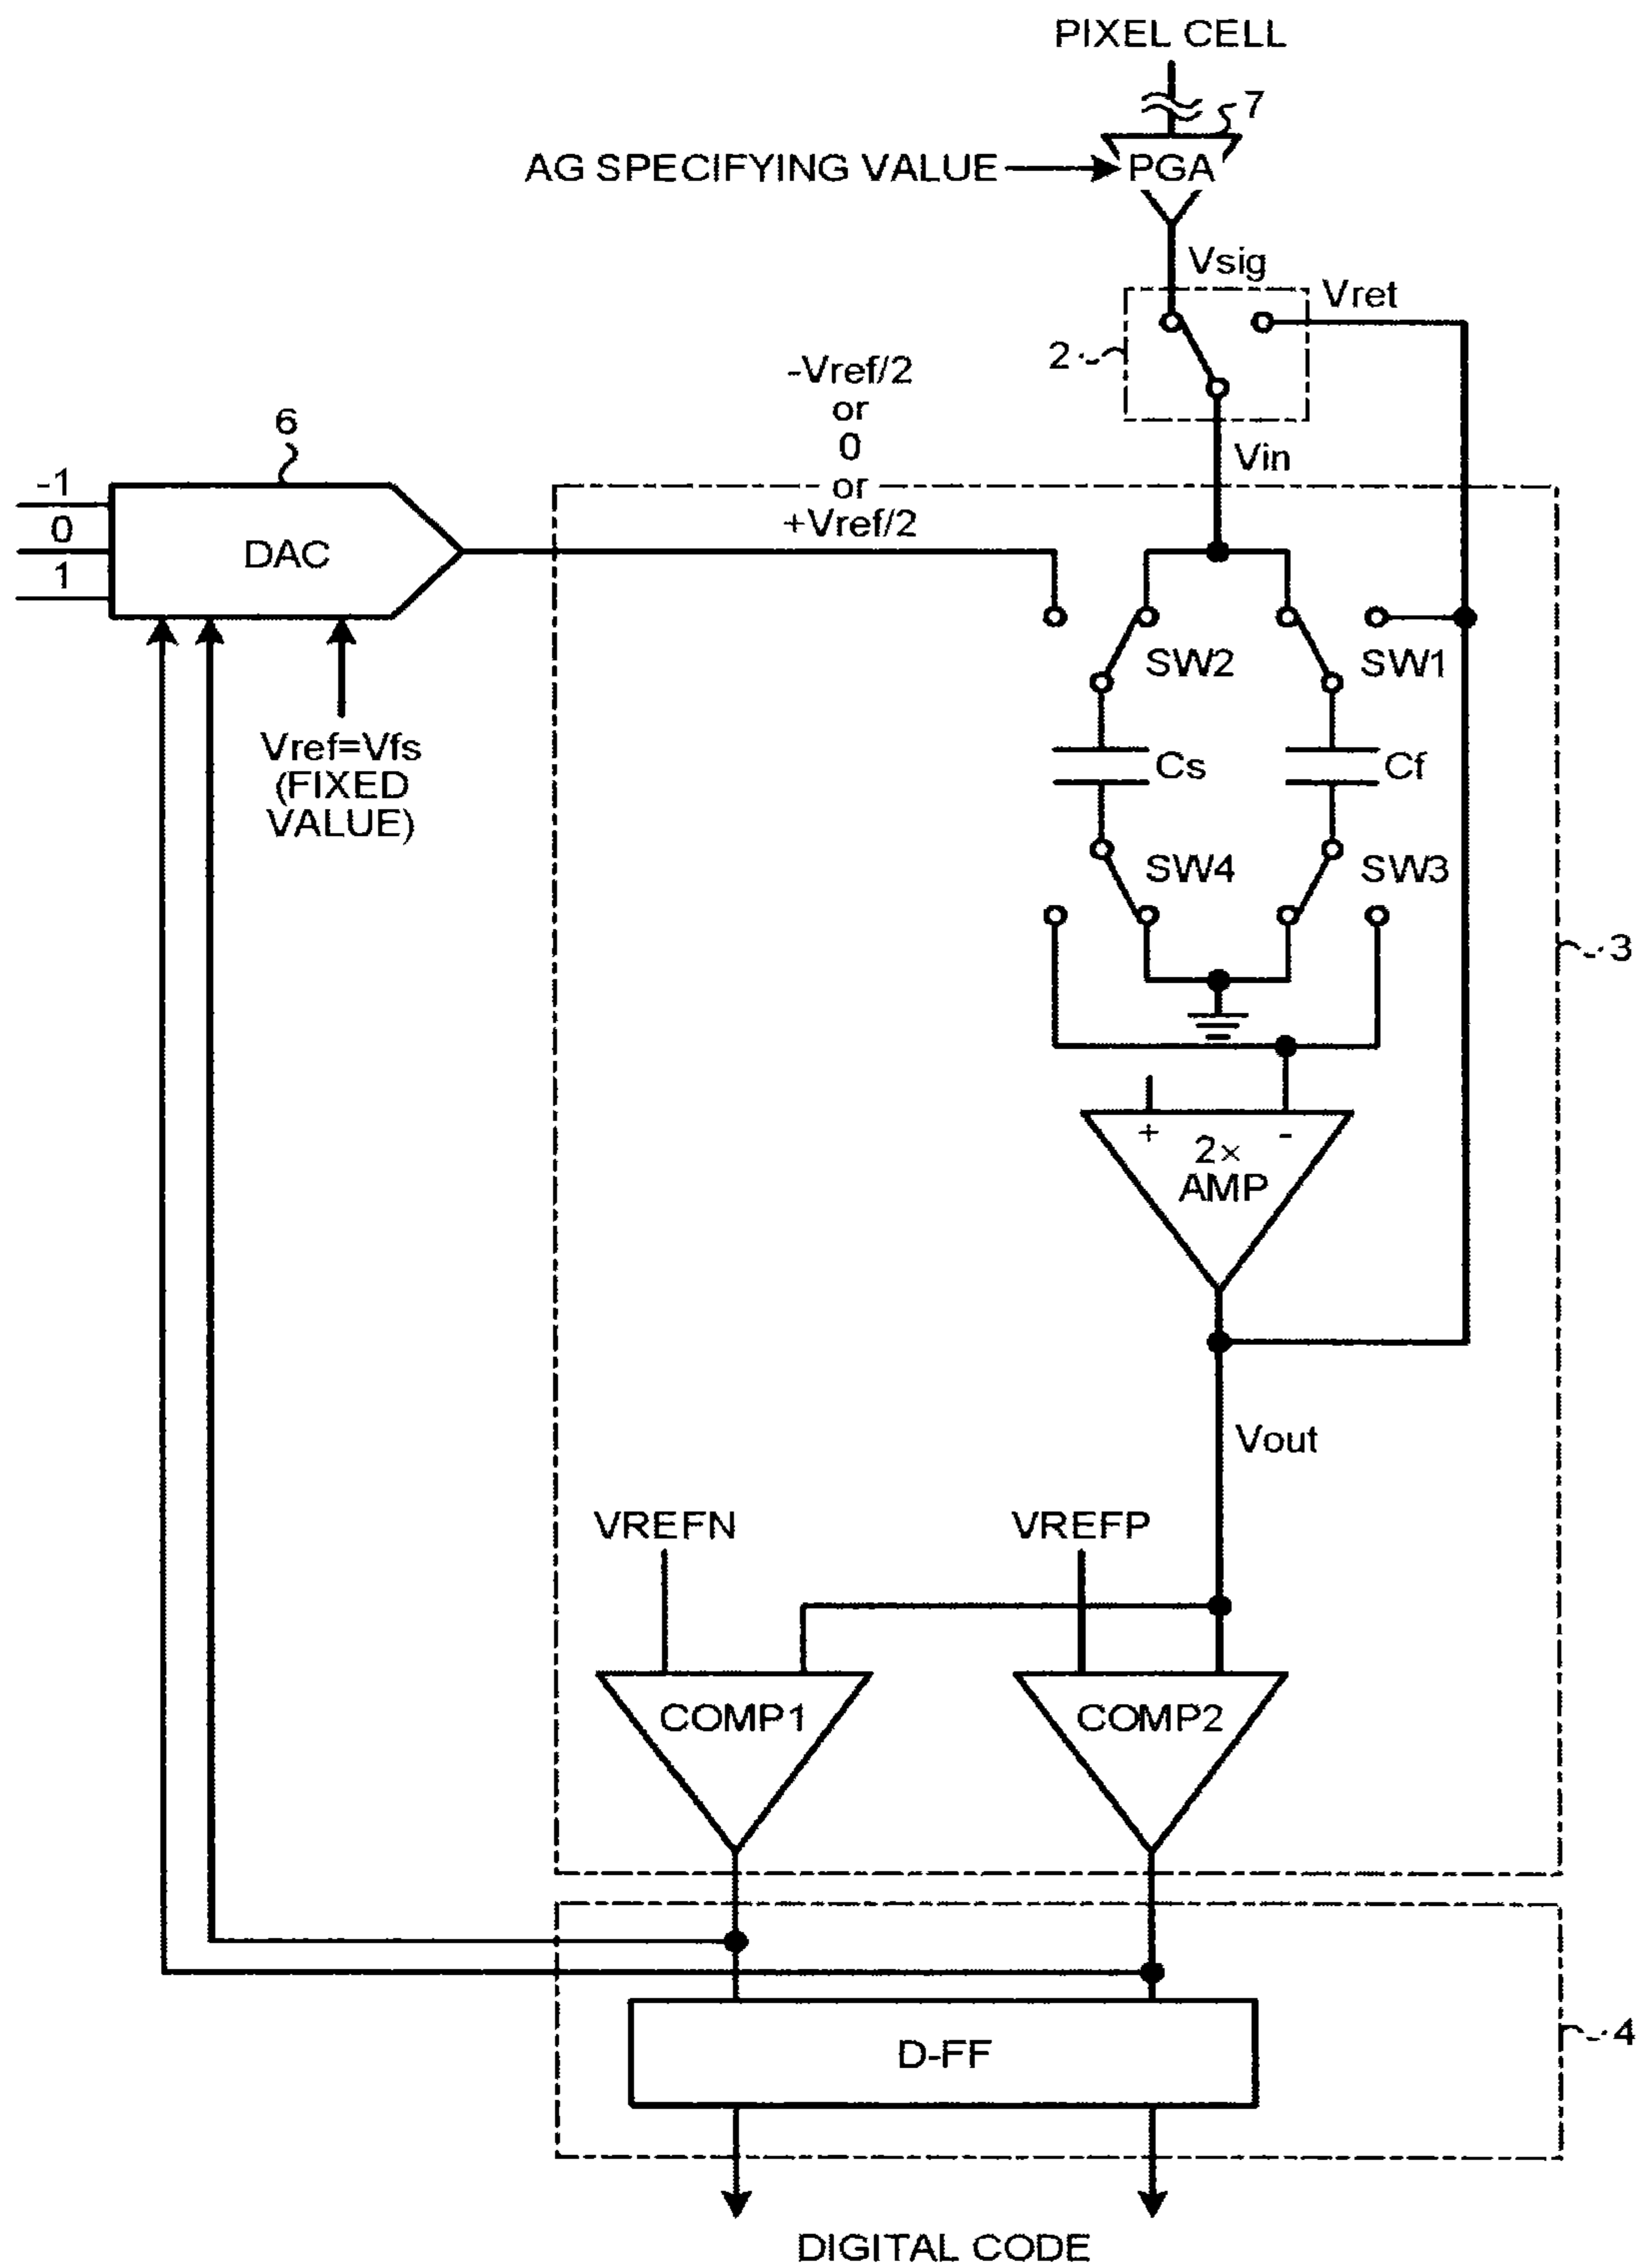 PIXEL CELL
7
AG SPECIFYING VALUE
PGA
Vsig
Vret
2
-Vref/2
or
0
or
+Vref/2
Vin
6
-1
0
1
DAC
SW2
SW1
Vref=Vfs
(FIXED
VALUE)
Cs
Cf
SW4
SW3
3
+
-
2×
AMP
Vout
VREFN
VREFP
COMP1
COMP2
D-FF
4
DIGITAL CODE